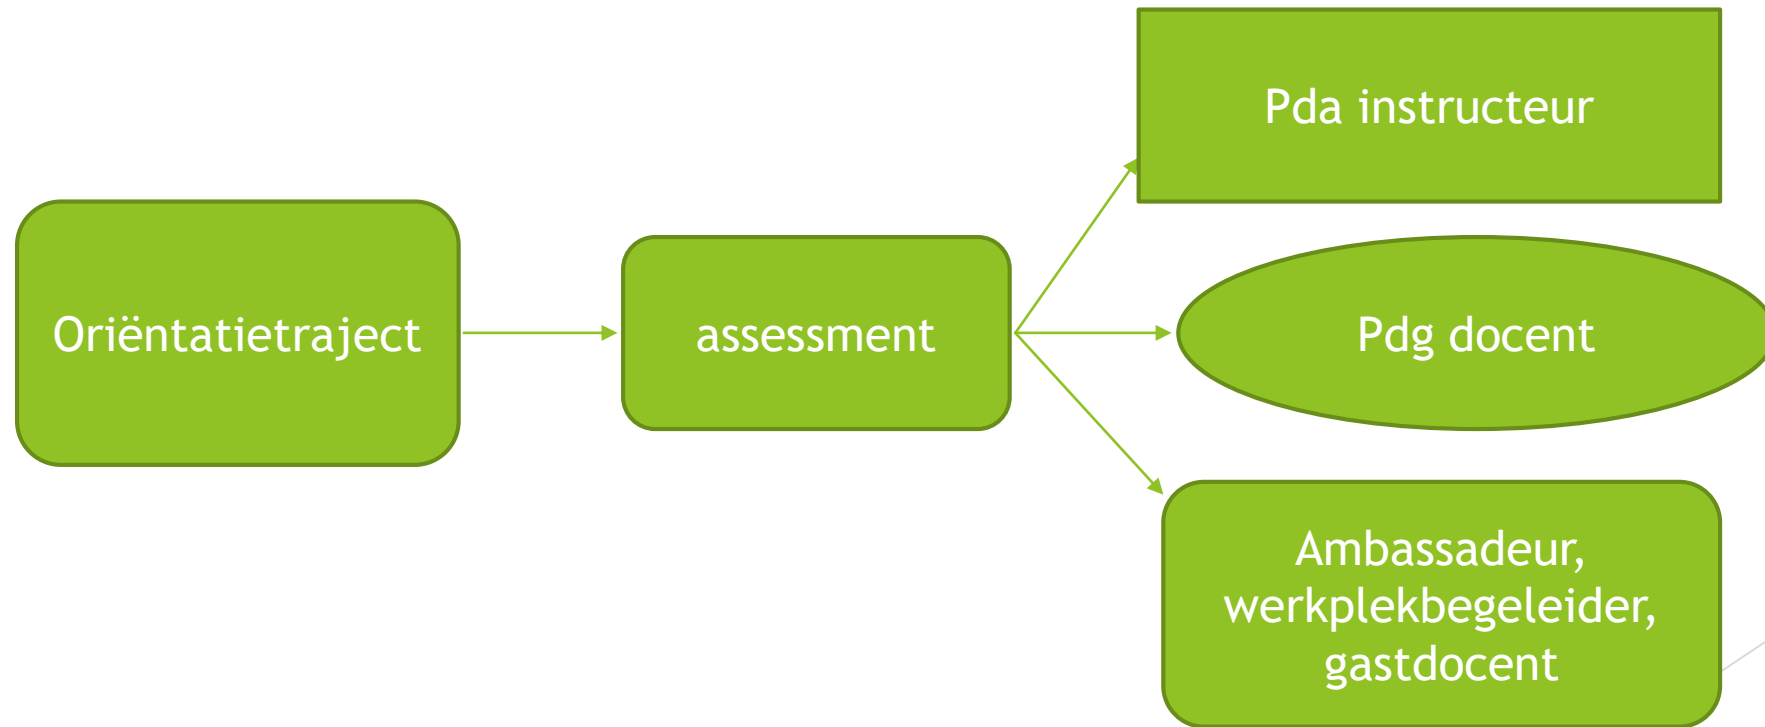 Oriëntatietraject
assessment
Pda instructeur
Pdg docent
Ambassadeur,
werkplekbegeleider,
gastdocent